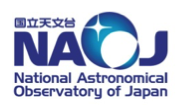 国立天文台
NAOJ
National Astronomical
Observatory of Japan